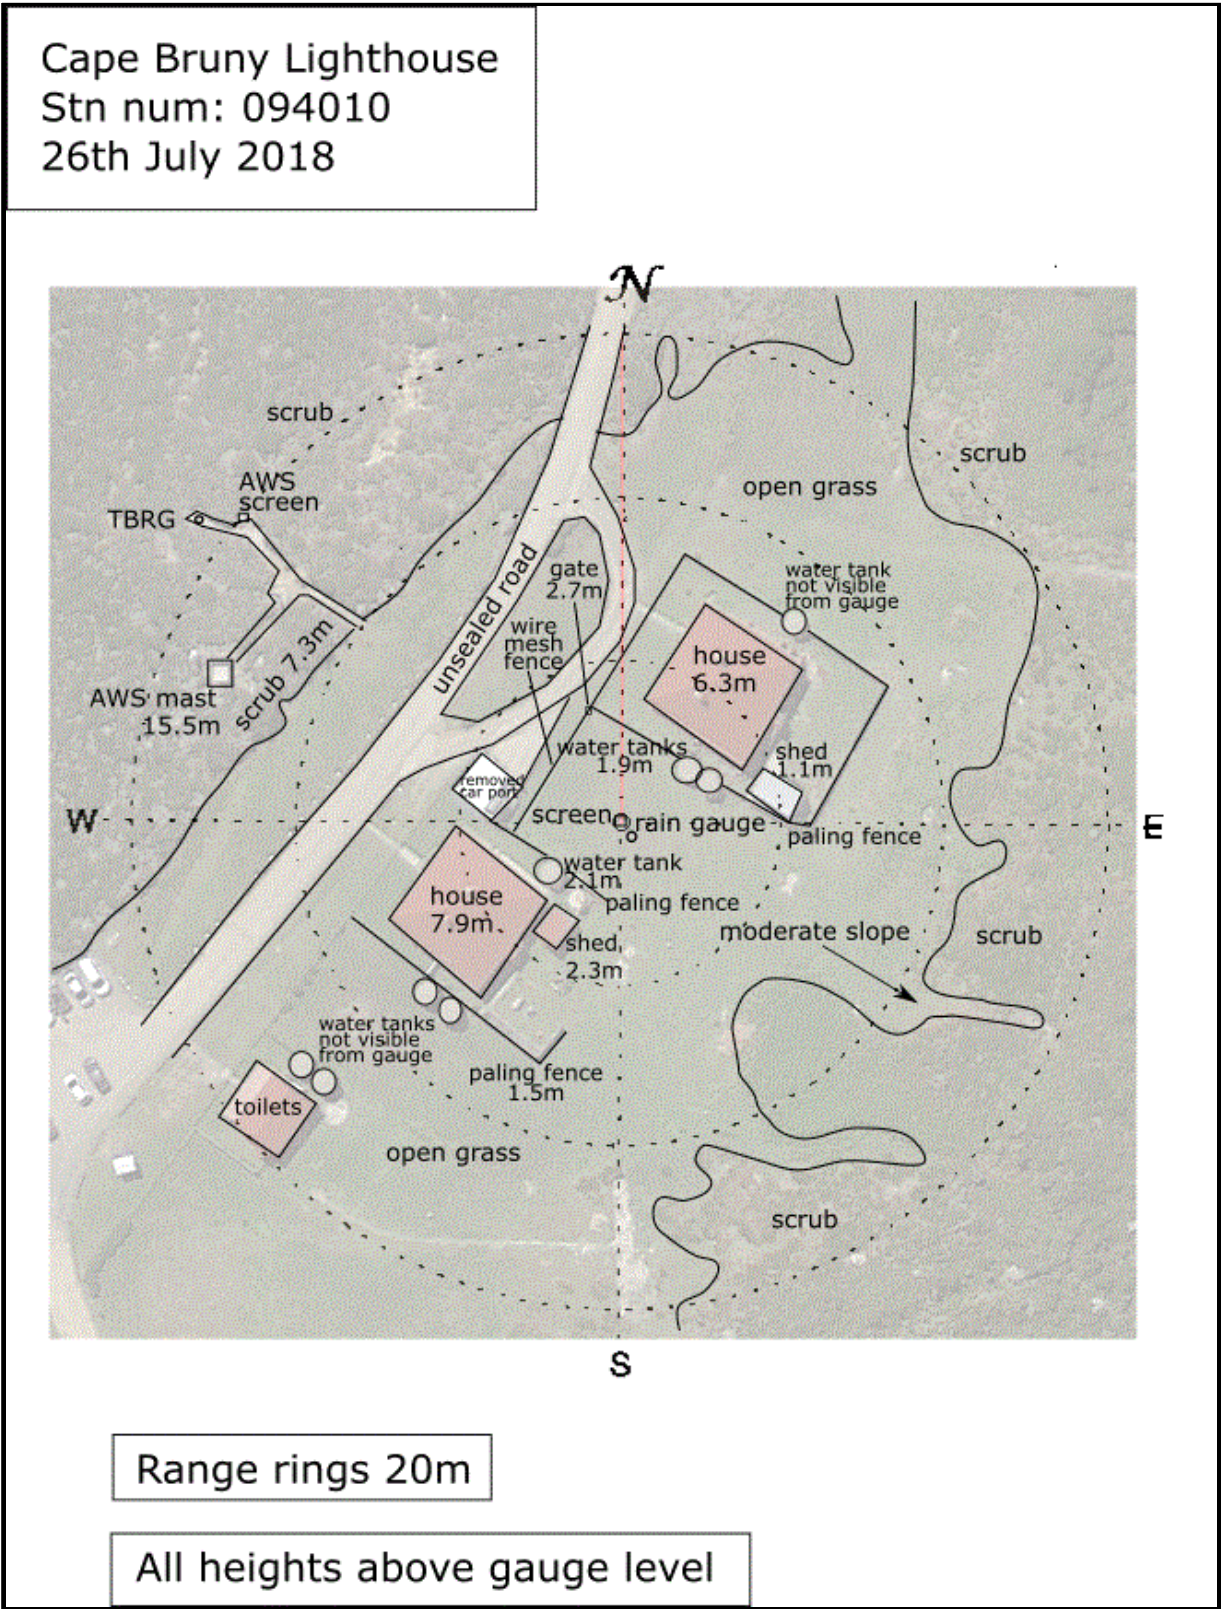 Cape Bruny Lighthouse
Stn num: 094010
26th July 2018
N
scrub
scrub
AWS
screen
TBRG
open grass
unsealed road
gate
2.7m
water tank
not visible
from gauge
wire
mesh
fence
house
6.3m
scrub 7.3m
AWS mast
15.5m
water tanks
1.9m
shed
1.1m
removed
car port
W
screen
rain gauge
E
paling fence
water tank
2.1m
house
7.9m
paling fence
moderate slope
scrub
shed
2.3m
water tanks
not visible
from gauge
paling fence
1.5m
toilets
open grass
scrub
S
Range rings 20m
All heights above gauge level